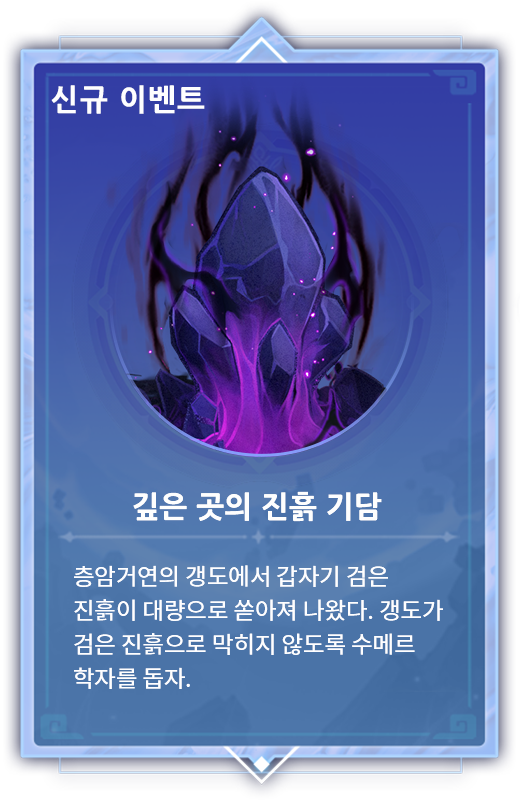 신규 이벤트
깊은 곳의 진흙 기담
층암거연의 갱도에서 갑자기 검은
진흙이 대량으로 쏟아져 나왔다. 갱도가
검은 진흙으로 막히지 않도록 수메르
학자를 돕자.